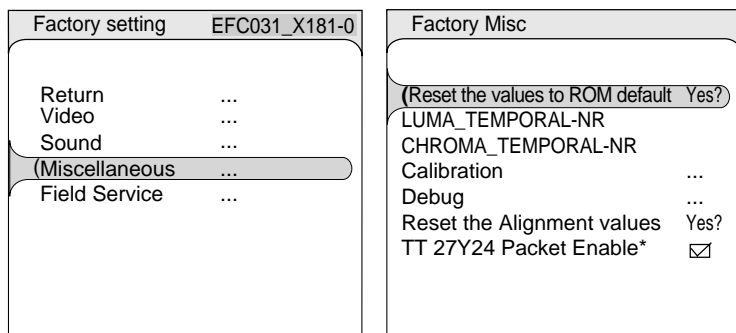 Factory setting EFC031_X181-0
Return ...
Video ...
Sound ...
(Miscellaneous ...
Field Service ...
Factory Misc
(Reset the values to ROM default Yes?
LUMA_TEMPORAL-NR
CHROMA_TEMPORAL-NR
Calibration ...
Debug ...
Reset the Alignment values Yes?
TT 27Y24 Packet Enable*